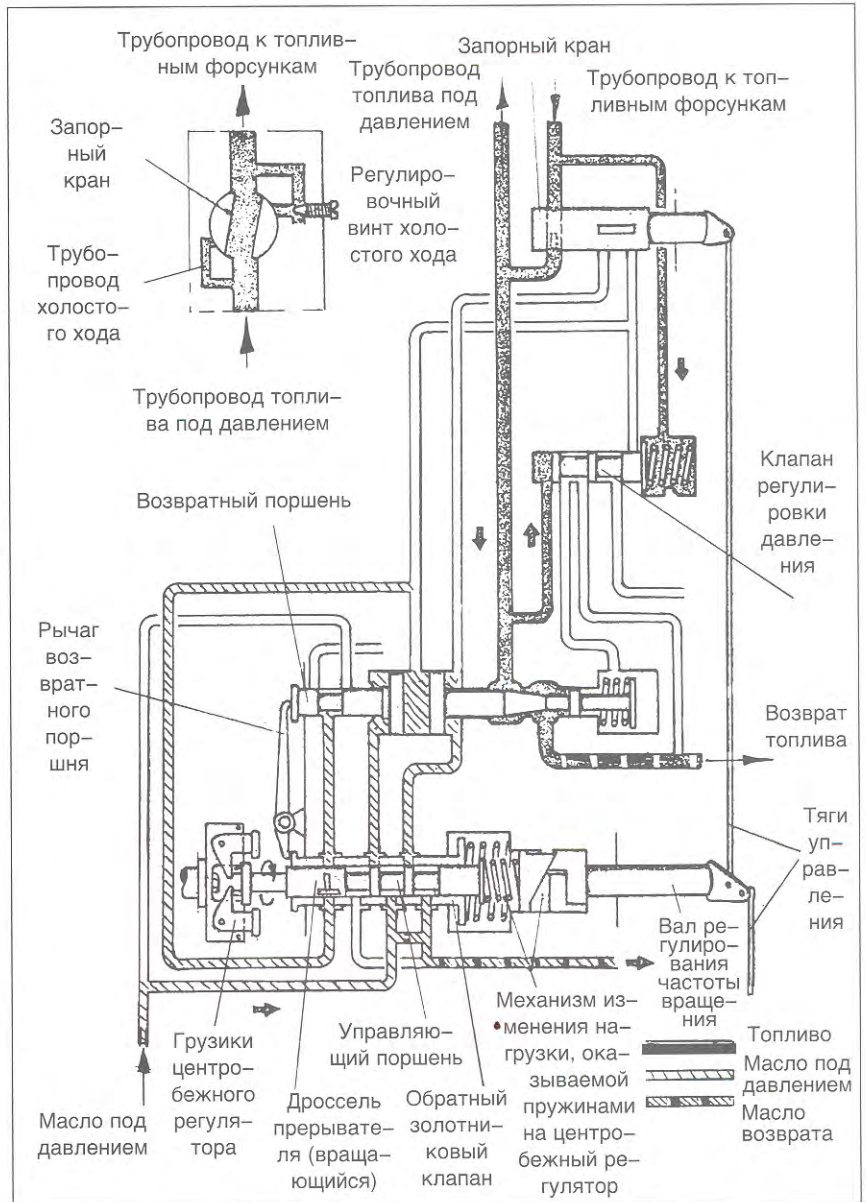 Трубопровод к топлив-
ным форсункам
Запорный кран
Трубопровод
топлива под
давлением
Трубопровод к топ-
ливным форсункам
Запор-
ный
кран
Регулиро-
вочный
винт холо-
стого хода
Трубо-
провод
холосто-
го хода
Трубопровод топли-
ва под давлением
Клапан
регули-
ровки
давле-
ния
Возвратный поршень
Рычаг
воз-
врат-
ного
пор-
шня
Возврат
топлива
Тяги
уп-
рав-
ле-
ния
Вал ре-
гулиро-
вания
частоты
враще-
ния
Масло под
давлением
Грузики
центро-
бежного
регуля-
тора
Управляю-
щий поршень
Дроссель
прерывате-
ля (враща-
ющийся)
Обратный
золотни-
ковый
клапан
Механизм из-
менения на-
грузки, ока-
зываемой
пружинами
на центро-
бежный ре-
гулятор
Топливо
Масло под
давлением
Масло
возврата